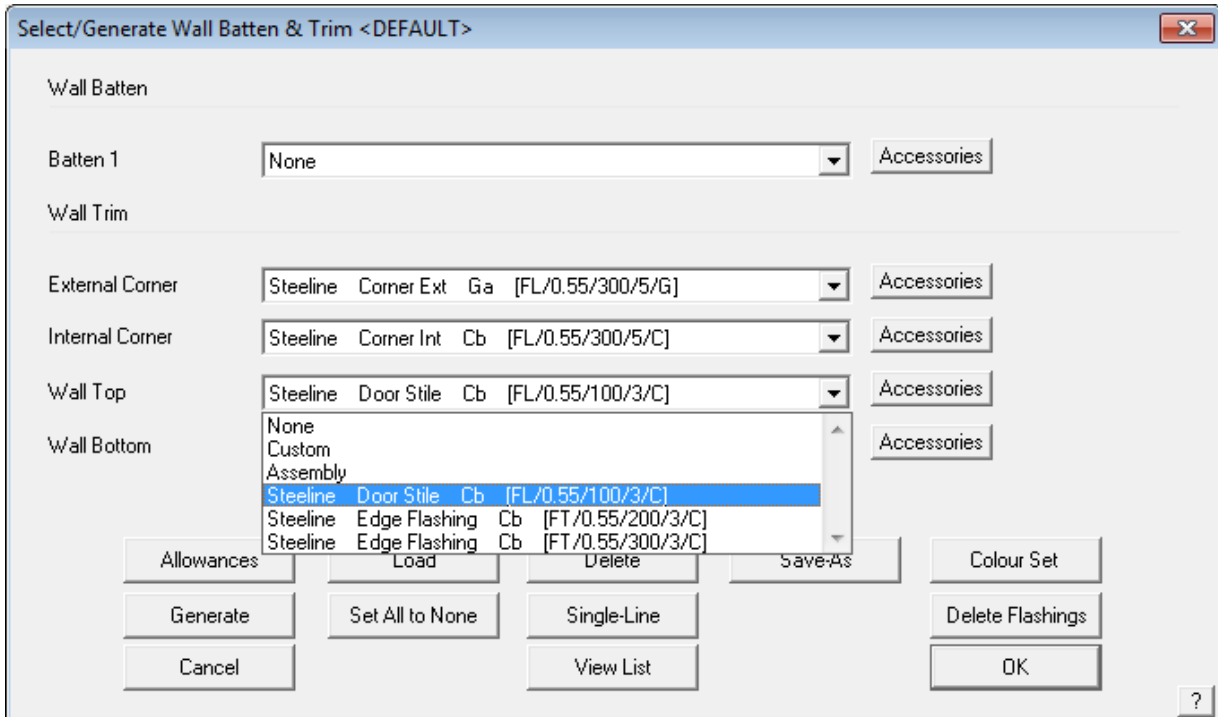 Select/Generate Wall Batten & Trim <DEFAULT>
Wall Batten
Batten 1 None Accessories
Wall Trim
External Corner Steeline Corner Ext Ga [FL/0.55/300/5/G] Accessories
Internal Corner Steeline Corner Int Cb [FL/0.55/300/5/C] Accessories
Wall Top Steeline Door Stile Cb [FL/0.55/100/3/C] Accessories
None
Wall Bottom Custom Accessories
Assembly
Steeline Door Stile Cb [FL/0.55/100/3/C]
Steeline Edge Flashing Cb [FT/0.55/200/3/C]
Steeline Edge Flashing Cb [FT/0.55/300/3/C]
Allowances Load Delete Save-As Colour Set
Generate Set All to None Single-Line Delete Flashings
Cancel View List OK
?